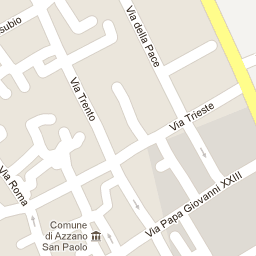 subio
Via della Pace
Via Trento
Via Trieste
Via Roma
Via Papa Giovanni XXIII
Comune
di Azzano
San Paolo